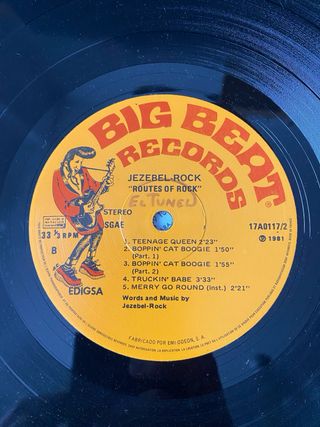 BIG BEAT
RECORDS
JEZEBEL-ROCK
"ROUTES OF ROCK"
EL TUNEL
STEREO
SGAE
33 ⅓ RPM
B
EDIGSA
17A0117/2
℗ 1981
1. TEENAGE QUEEN 2'23"
2. BOPPIN' CAT BOOGIE 1'50"
(Part. 1)
3. BOPPIN' CAT BOOGIE 1'55"
(Part. 2)
4. TRUCKIN' BABE 3'33"
5. MERRY GO ROUND (inst.) 2'21"
Words and Music by
Jezebel-Rock
FABRICADO POR EMI-ODEON, S. A.